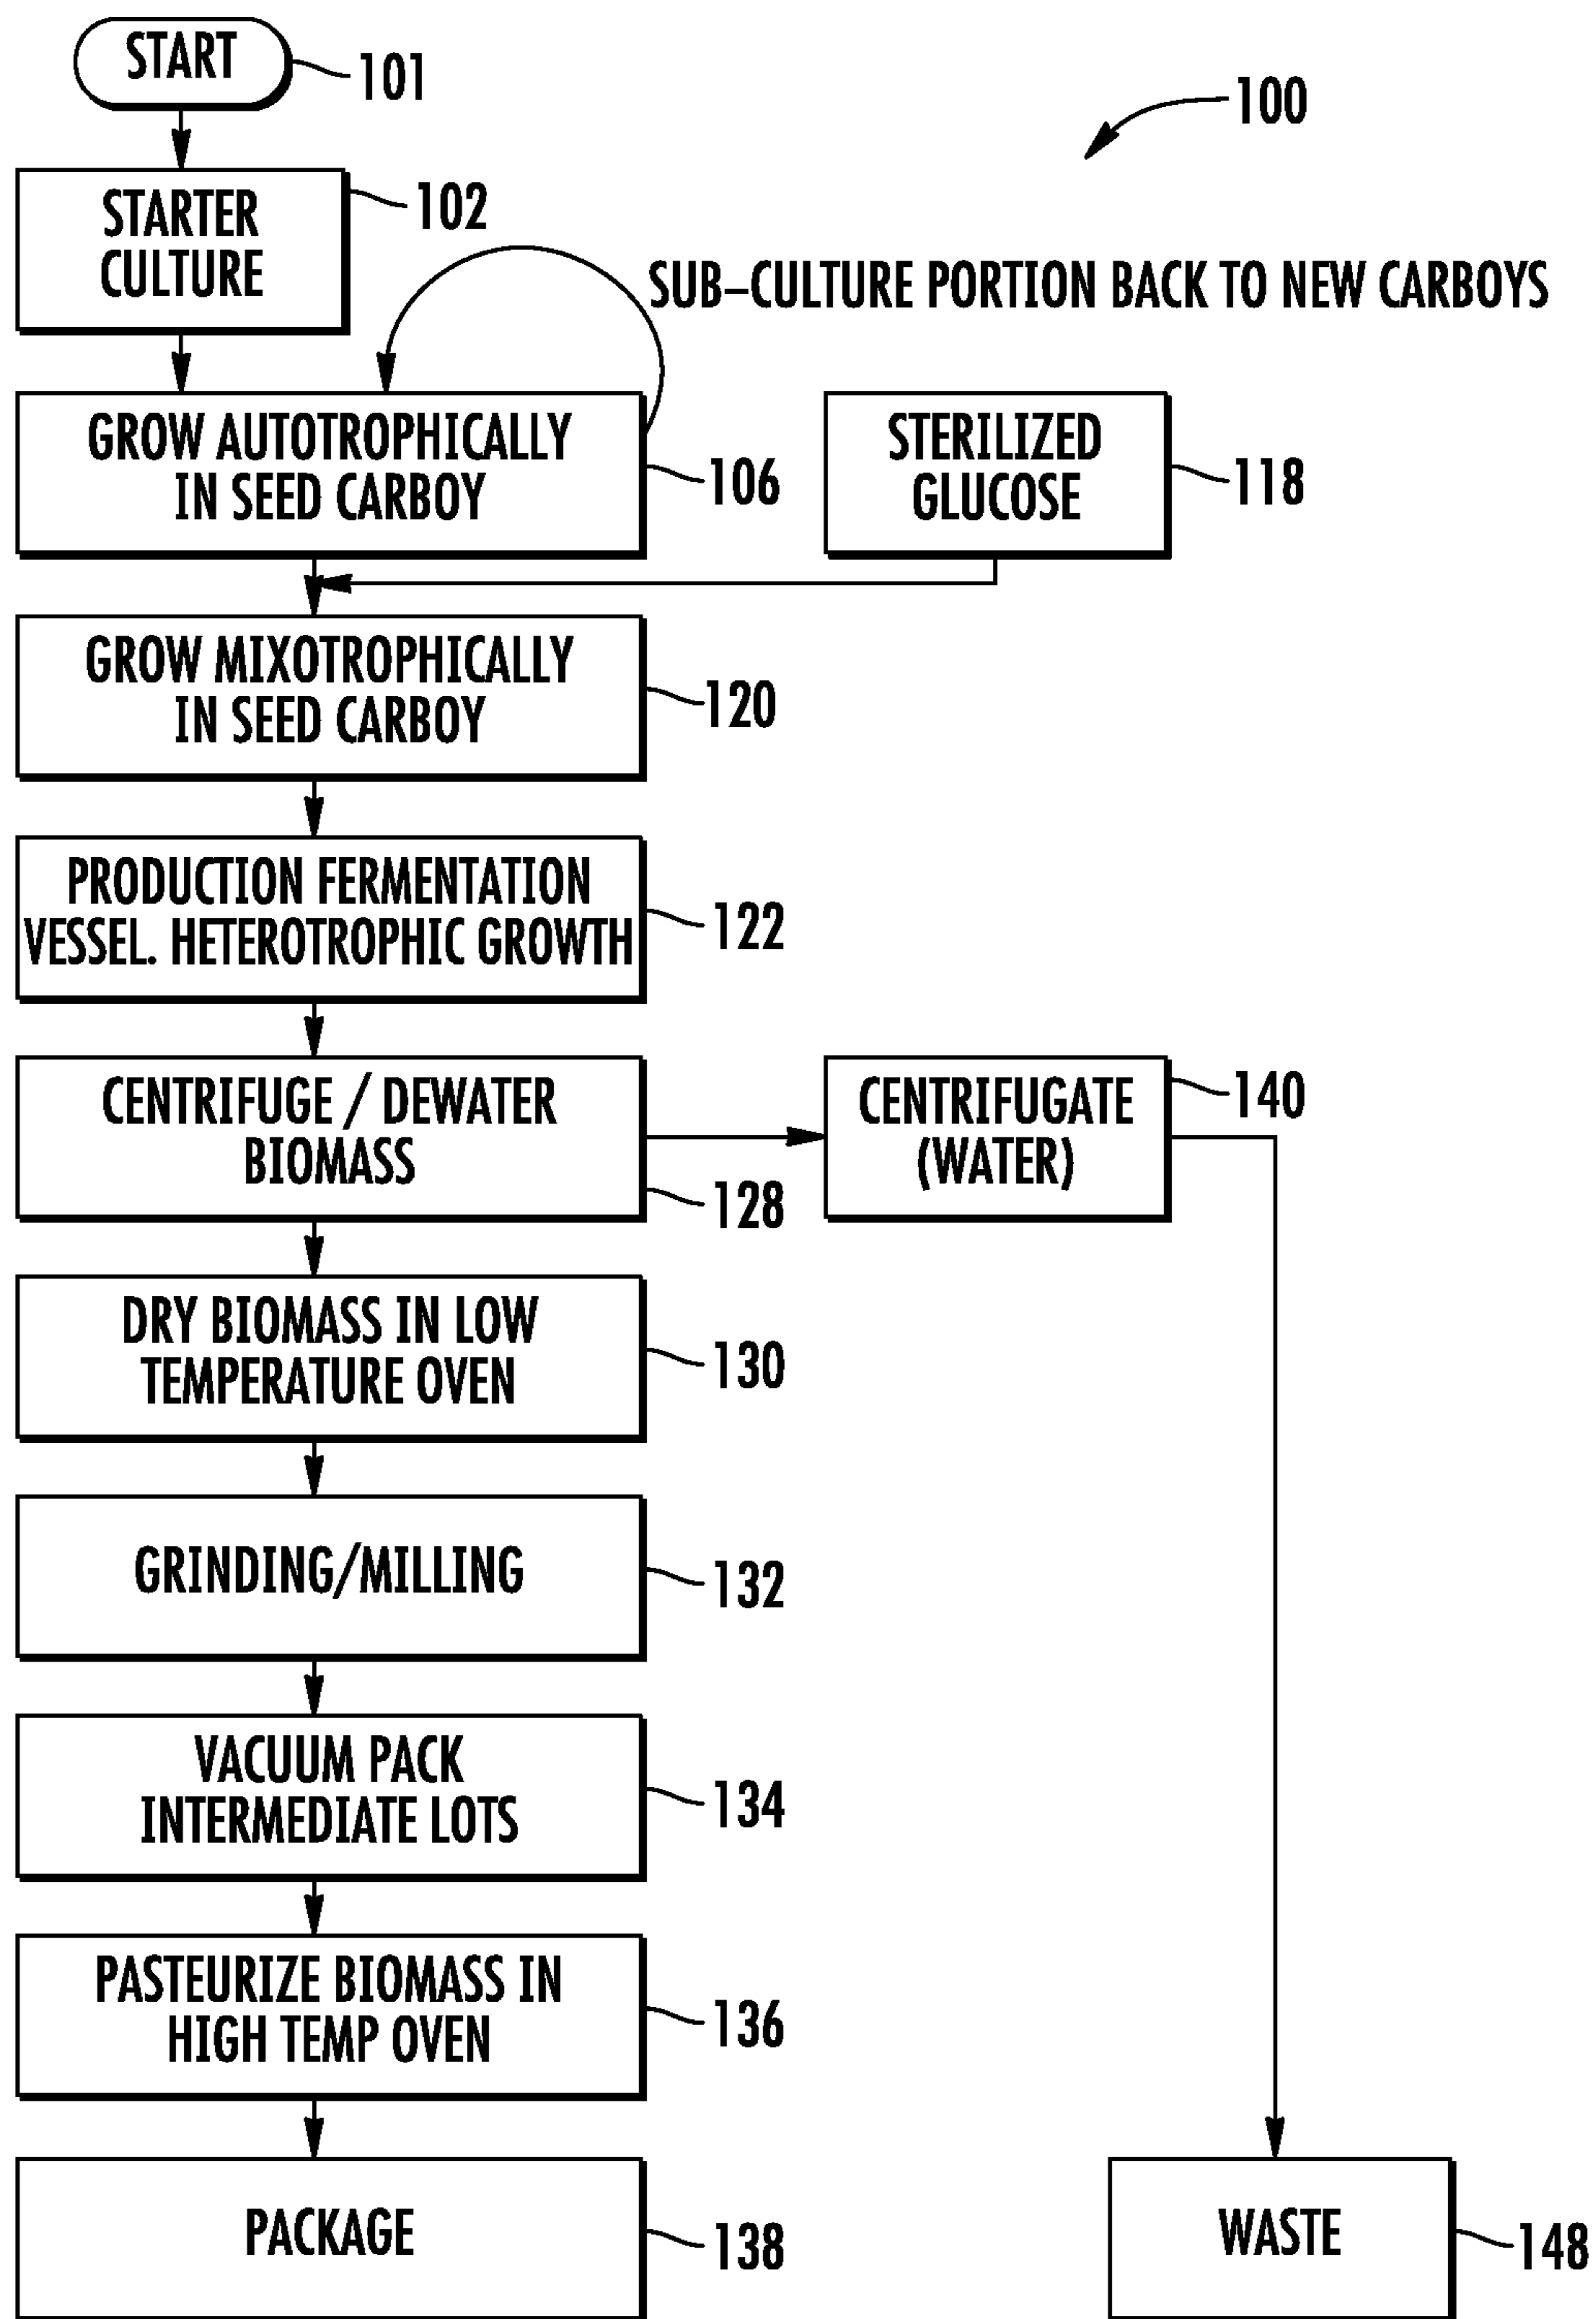 START
101
100
STARTER
CULTURE
102
SUB-CULTURE PORTION BACK TO NEW CARBOYS
GROW AUTOTROPHICALLY
IN SEED CARBOY
106
STERILIZED
GLUCOSE
118
GROW MIXOTROPHICALLY
IN SEED CARBOY
120
PRODUCTION FERMENTATION
VESSEL. HETEROTROPHIC GROWTH
122
CENTRIFUGE / DEWATER
BIOMASS
128
CENTRIFUGATE
(WATER)
140
DRY BIOMASS IN LOW
TEMPERATURE OVEN
130
GRINDING/MILLING
132
VACUUM PACK
INTERMEDIATE LOTS
134
PASTEURIZE BIOMASS IN
HIGH TEMP OVEN
136
PACKAGE
138
WASTE
148